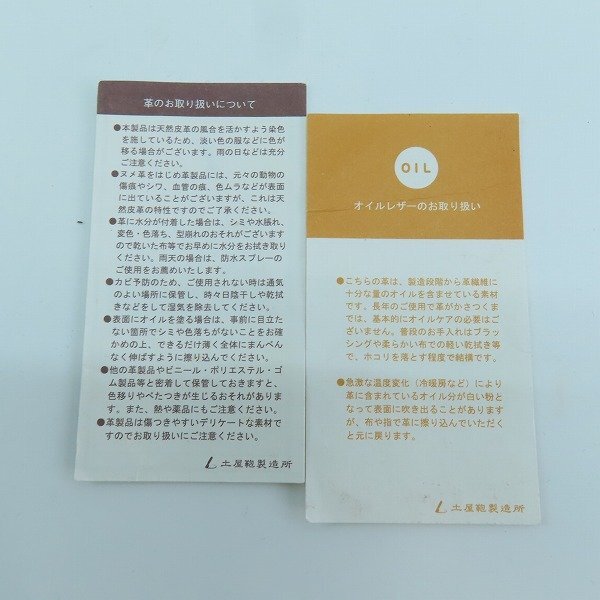 革のお取り扱いについて
●本製品は天然皮革の風合を活かすよう染色
を施しているため、淡い色の服などに色が
移る場合がございます。雨の日などは充分
ご注意ください。
●ヌメ革をはじめ革製品には、元々の動物の
傷痕やシワ、血管の痕、色ムラなどが表面
に出ていることがございますが、これは天
然皮革の特性ですのでご了承ください。
●革に水分が付着した場合は、シミや水脹れ、
変色・色落ち、型崩れのおそれがございます
ので乾いた布等でお早めに水分をお拭き取り
ください。雨天の場合は、防水スプレーの
ご使用をお薦めいたします。
●カビ予防のため、ご使用されない時は通気
のよい場所に保管し、時々日陰干しや乾拭
きなどをして湿気を除去してください。
●表面にオイルを塗る場合は、事前に目立た
ない箇所でシミや色落ちがないことをお確
かめの上、できるだけ薄く全体にまんべん
なく伸ばすように擦り込んでください。
●他の革製品やビニール・ポリエステル・ゴ
ム製品等と密着して保管しておきますと、
色移りやべたつきが生じるおそれがありま
す。また、熱や薬品にもご注意ください。
●革製品は傷つきやすいデリケートな素材で
すのでお取り扱いにご注意ください。
土屋鞄製造所
OIL
オイルレザーのお取り扱い
●こちらの革は、製造段階から革繊維に
十分な量のオイルを含ませている素材
です。長年のご使用で革がかさつくま
では、基本的にオイルケアの必要はご
ざいません。普段のお手入れはブラッ
シングや柔らかい布での軽い乾拭き等
で、ホコリを落とす程度で結構です。
●急激な温度変化（冷暖房など）により
革に含まれているオイル分が白い粉と
なって表面に吹き出ることがあります
が、布や指で革に擦り込んでいただく
と元に戻ります。
土屋鞄製造所